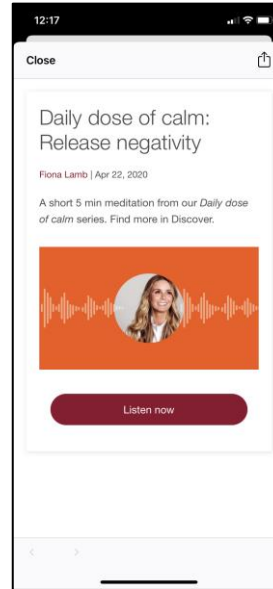 12:17
Close
Daily dose of calm:
Release negativity
Fiona Lamb | Apr 22, 2020
A short 5 min meditation from our Daily dose
of calm series. Find more in Discover.
Listen now